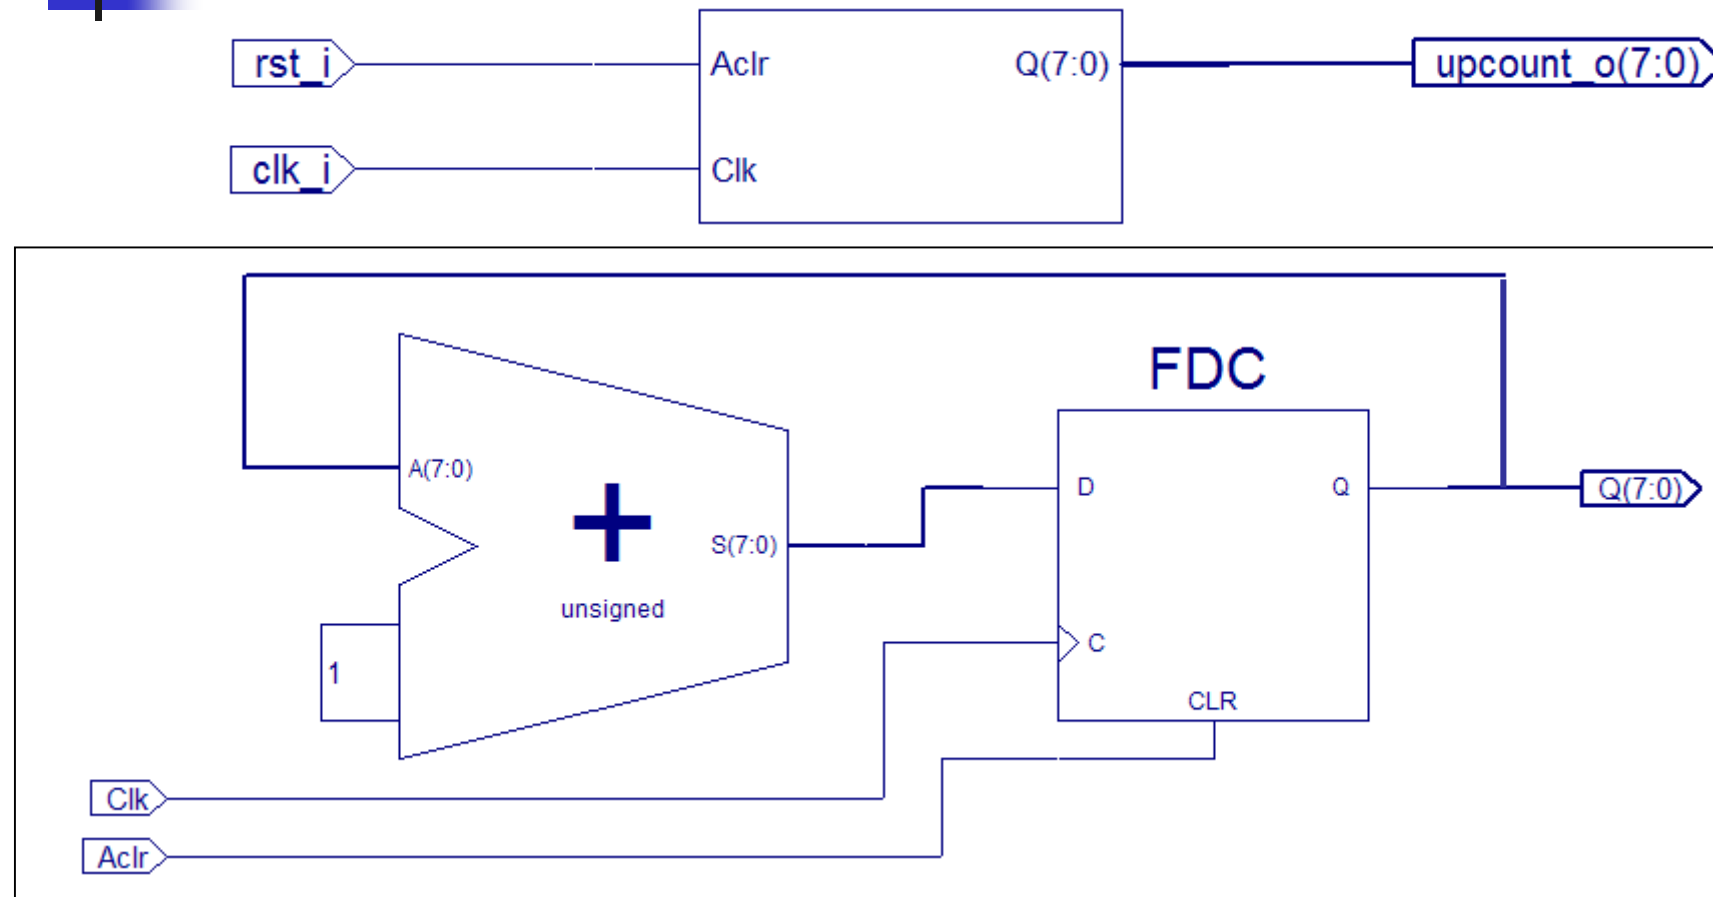 rst_i
Aclr
Q(7:0)
upcount_o(7:0)
clk_i
Clk
FDC
A(7:0)
D
Q
Q(7:0)
S(7:0)
unsigned
C
1
CLR
Clk
Aclr